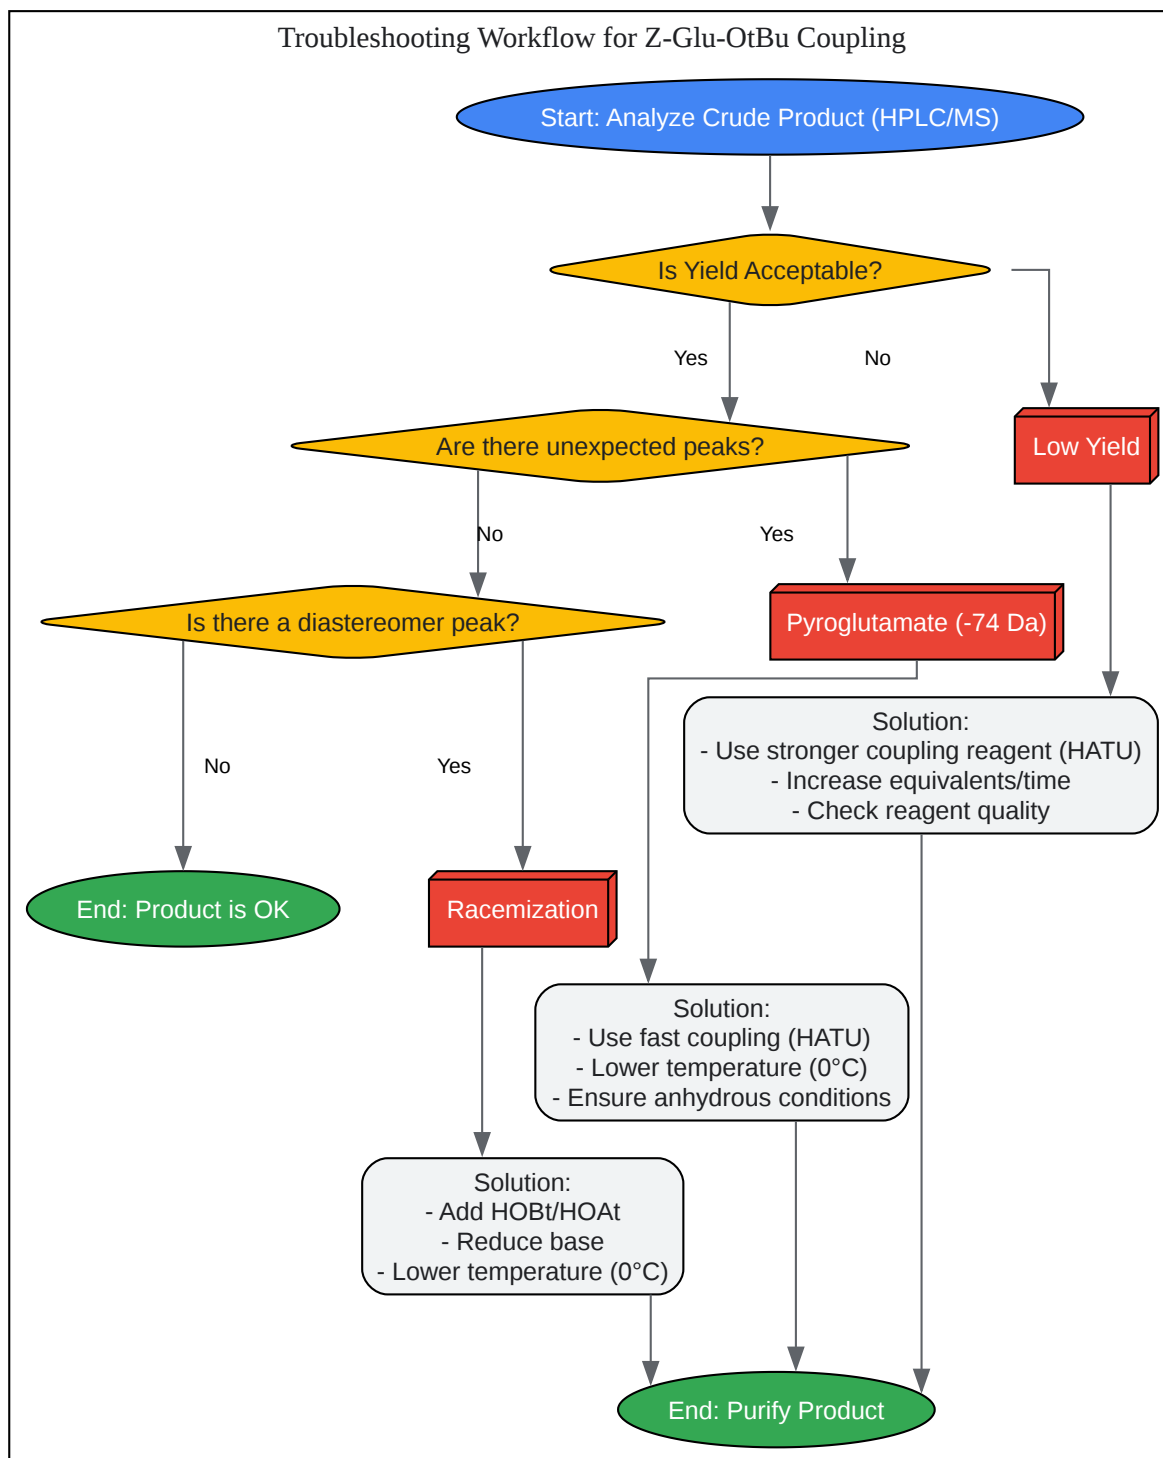 Troubleshooting Workflow for Z-Glu-OtBu Coupling
Start: Analyze Crude Product (HPLC/MS)
Is Yield Acceptable?
Yes
No
Are there unexpected peaks?
Low Yield
No
Yes
Is there a diastereomer peak?
Pyroglutamate (-74 Da)
Solution:
- Use stronger coupling reagent (HATU)
- Increase equivalents/time
- Check reagent quality
No
Yes
End: Product is OK
Racemization
Solution:
- Use fast coupling (HATU)
- Lower temperature (0°C)
- Ensure anhydrous conditions
Solution:
- Add HOBt/HOAt
- Reduce base
- Lower temperature (0°C)
End: Purify Product